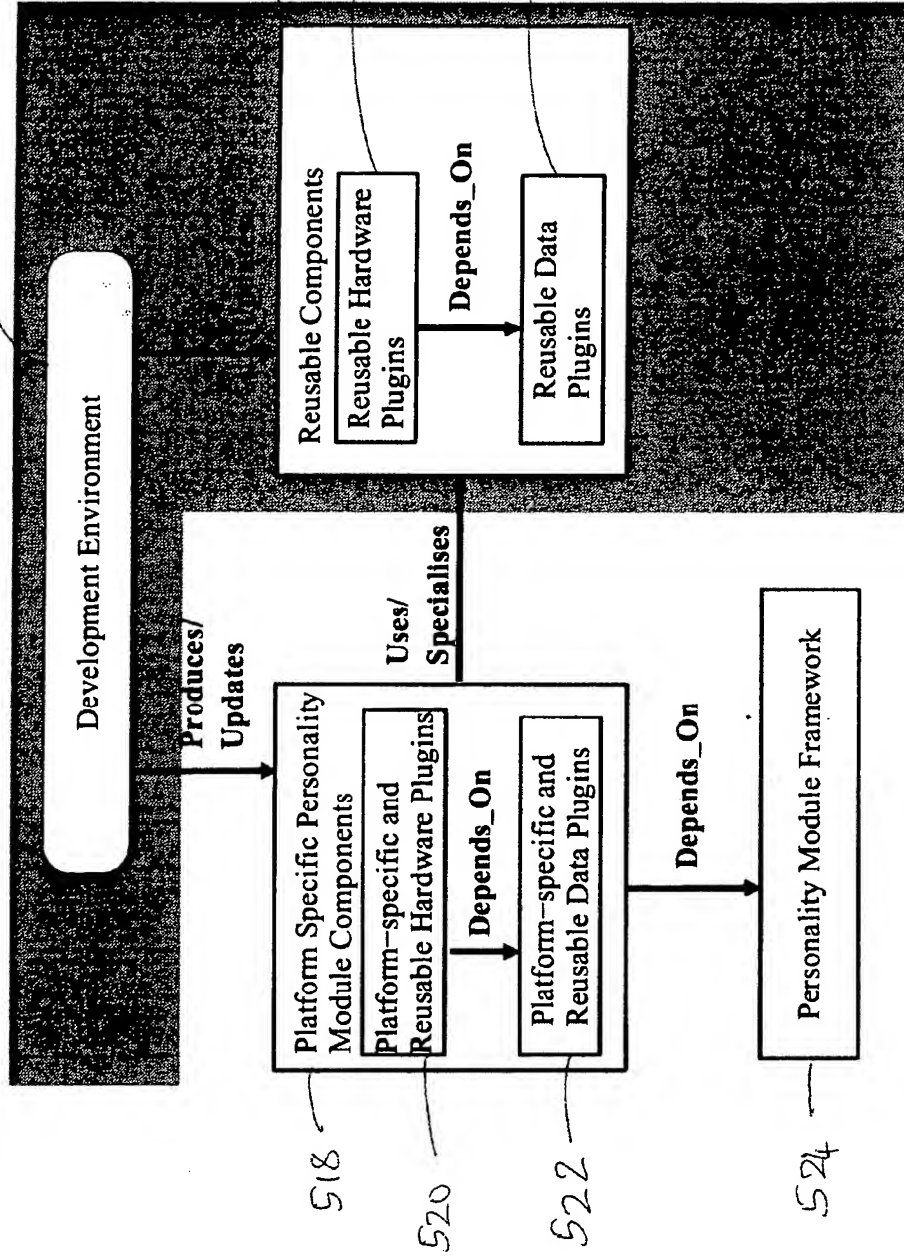 Development Environment
Produces/
Updates
Reusable Components
Reusable Hardware
Plugins
Depends_On
Reusable Data
Plugins
Uses/
Specialises
Platform Specific Personality
Module Components
Platform-specific and
Reusable Hardware Plugins
Depends_On
Platform-specific and
Reusable Data Plugins
Depends_On
Personality Module Framework
518
520
522
524